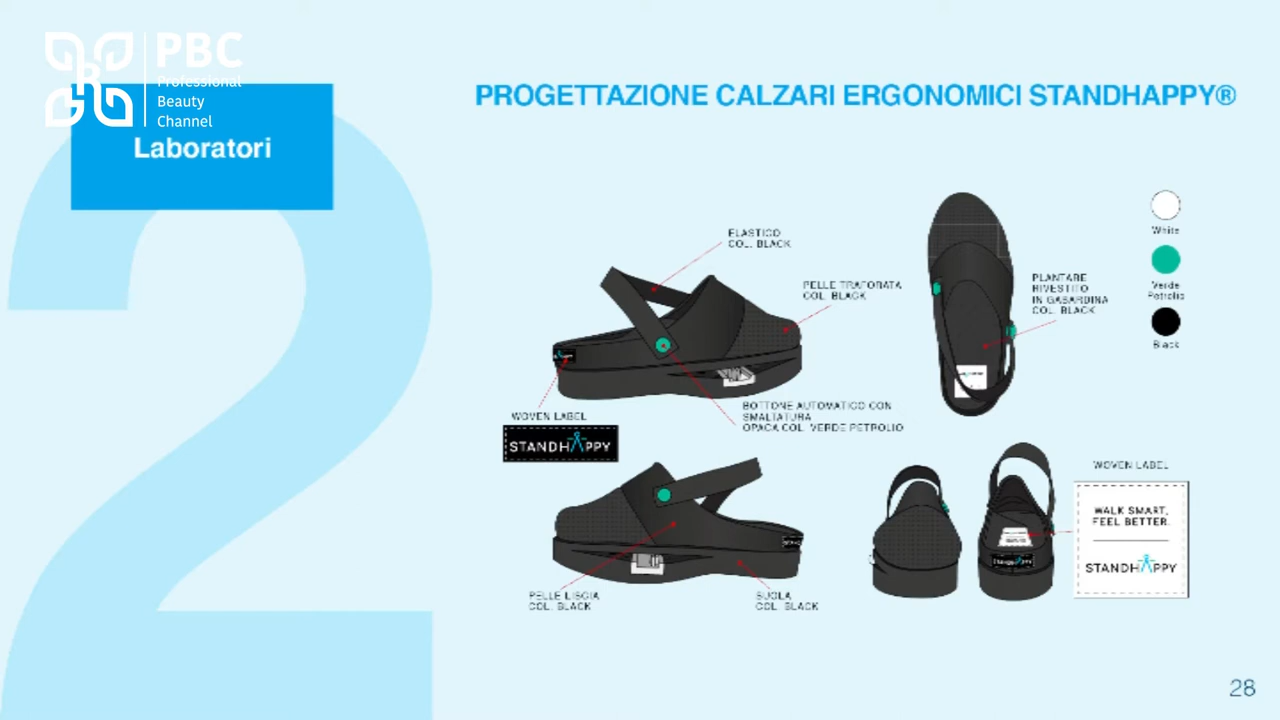 PBC
Professional
Beauty
Channel
Laboratori
2
PROGETTAZIONE CALZARI ERGONOMICI STANDHAPPY®
ELASTICO
COL. BLACK
PELLE TRAFORATA
COL. BLACK
PLANTARE
RIVESTITO
IN GABARDINA
COL. BLACK
White
Verde
Petrolio
Black
WOVEN LABEL
STANDHAPPY
BOTTONE AUTOMATICO CON
SMALTATURA
OPACA COL. VERDE PETROLIO
WOVEN LABEL
WALK SMART,
FEEL BETTER.
STANDHAPPY
PELLE LISCIA
COL. BLACK
SUOLA
COL. BLACK
28